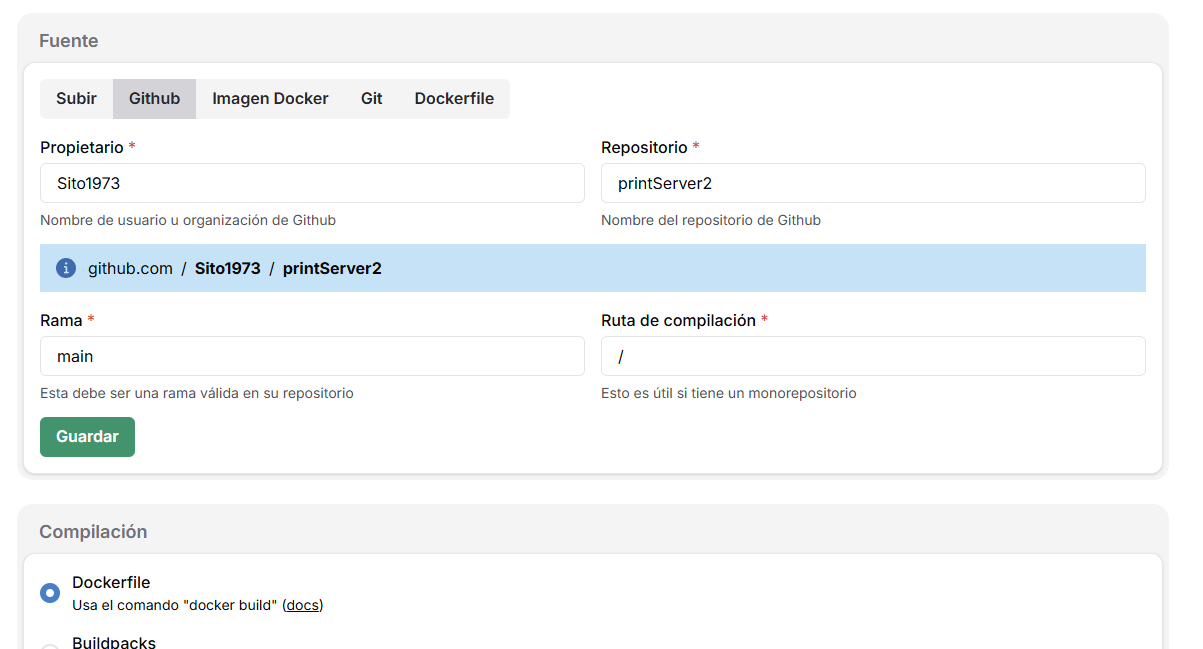 Fuente
Subir Github Imagen Docker Git Dockerfile
Propietario * Repositorio *
Sito1973 printServer2
Nombre de usuario u organización de Github Nombre del repositorio de Github
github.com / Sito1973 / printServer2
Rama * Ruta de compilación *
main /
Esta debe ser una rama válida en su repositorio Esto es útil si tiene un monorepositorio
Guardar
Compilación
Dockerfile
Usa el comando "docker build" (docs)
Buildpacks